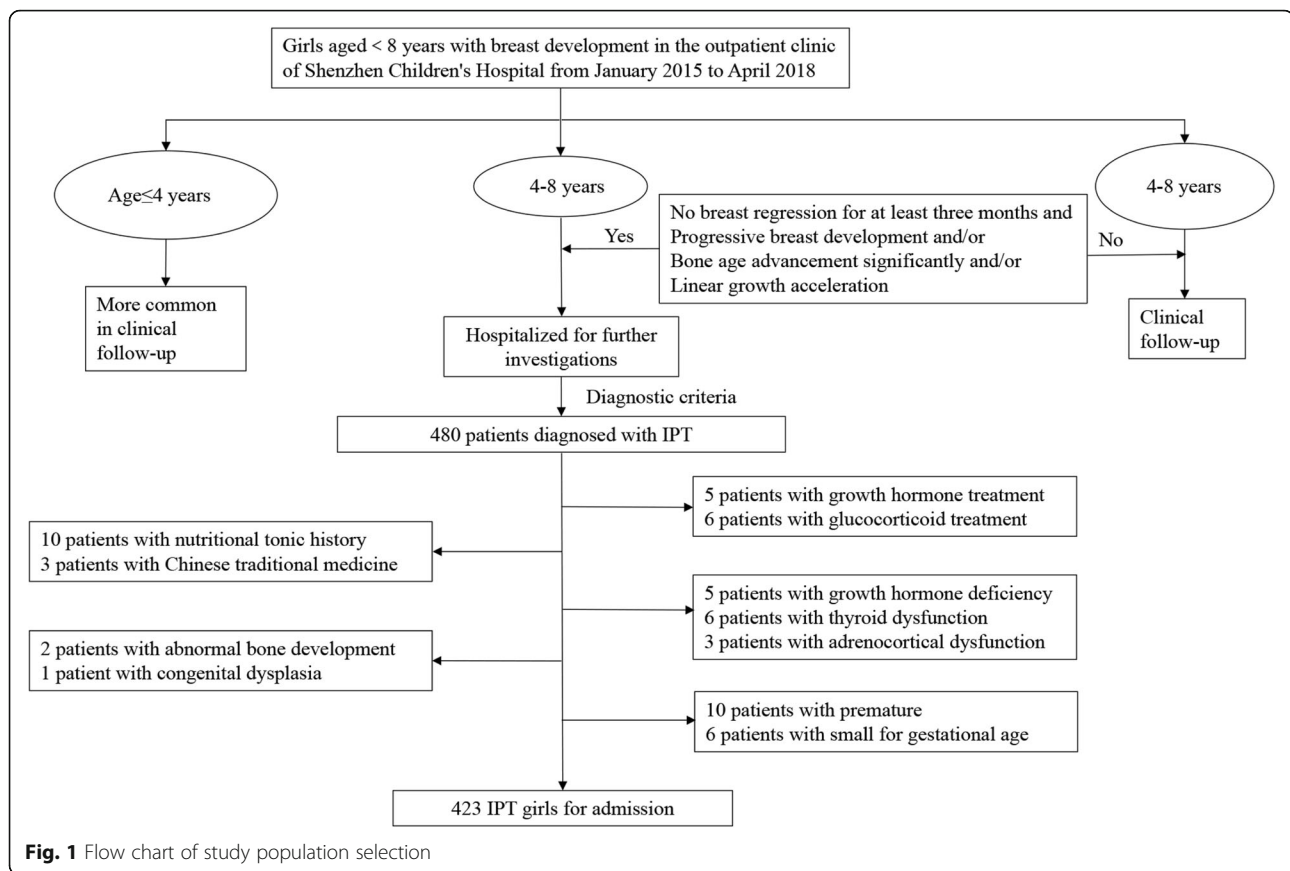 Girls aged < 8 years with breast development in the outpatient clinic
of Shenzhen Children's Hospital from January 2015 to April 2018
Age≤4 years
4-8 years
4-8 years
No breast regression for at least three months and
Progressive breast development and/or
Bone age advancement significantly and/or
Linear growth acceleration
Yes
No
More common
in clinical
follow-up
Hospitalized for further
investigations
Clinical
follow-up
Diagnostic criteria
480 patients diagnosed with IPT
5 patients with growth hormone treatment
6 patients with glucocorticoid treatment
10 patients with nutritional tonic history
3 patients with Chinese traditional medicine
5 patients with growth hormone deficiency
6 patients with thyroid dysfunction
3 patients with adrenocortical dysfunction
2 patients with abnormal bone development
1 patient with congenital dysplasia
10 patients with premature
6 patients with small for gestational age
423 IPT girls for admission
Fig. 1 Flow chart of study population selection